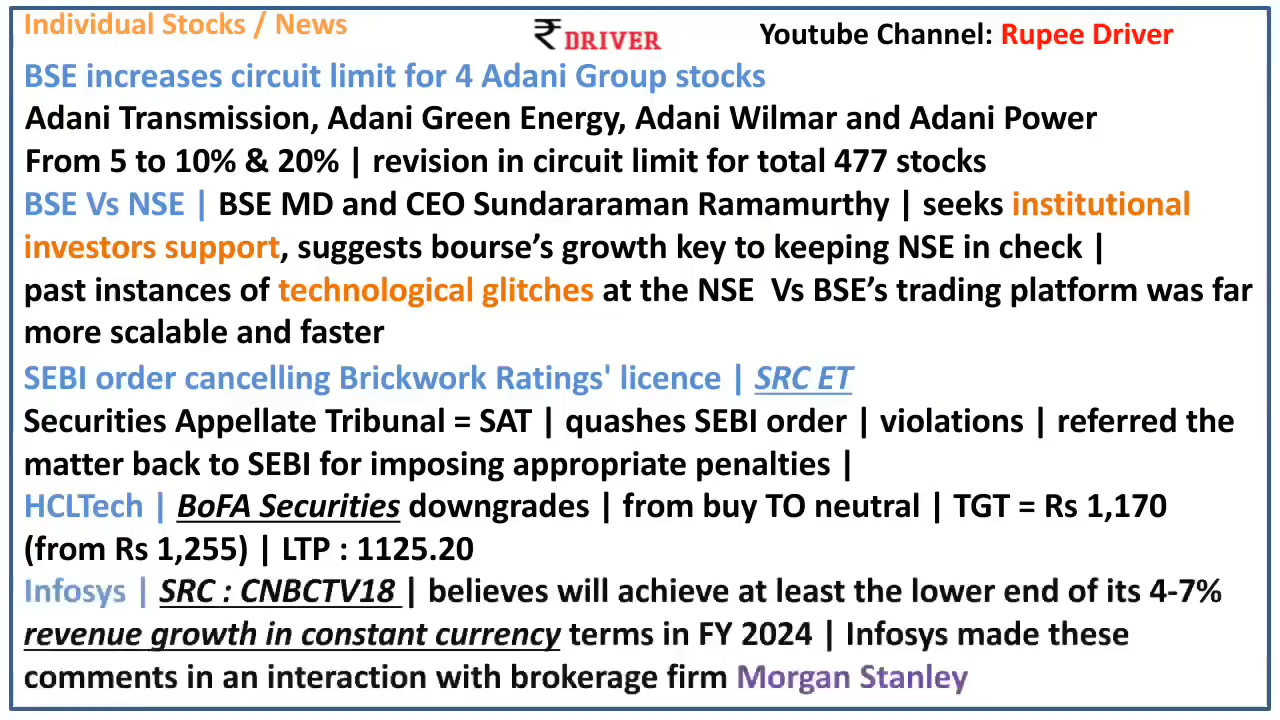 Individual Stocks / News
₹ DRIVER
Youtube Channel: Rupee Driver
BSE increases circuit limit for 4 Adani Group stocks
Adani Transmission, Adani Green Energy, Adani Wilmar and Adani Power
From 5 to 10% & 20% | revision in circuit limit for total 477 stocks
BSE Vs NSE | BSE MD and CEO Sundararaman Ramamurthy | seeks institutional
investors support, suggests bourse’s growth key to keeping NSE in check |
past instances of technological glitches at the NSE  Vs BSE’s trading platform was far
more scalable and faster
SEBI order cancelling Brickwork Ratings' licence | SRC ET
Securities Appellate Tribunal = SAT | quashes SEBI order | violations | referred the
matter back to SEBI for imposing appropriate penalties |
HCLTech | BoFA Securities downgrades | from buy TO neutral | TGT = Rs 1,170
(from Rs 1,255) | LTP : 1125.20
Infosys | SRC : CNBCTV18 | believes will achieve at least the lower end of its 4-7%
revenue growth in constant currency terms in FY 2024 | Infosys made these
comments in an interaction with brokerage firm Morgan Stanley